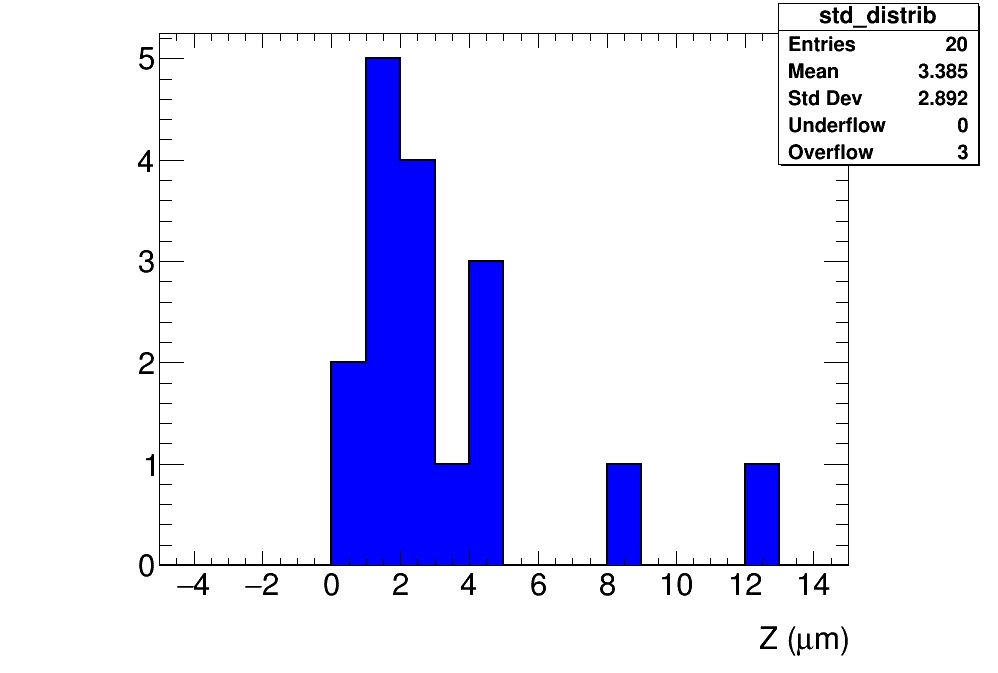 std_distrib
Entries 20
Mean 3.385
Std Dev 2.892
Underflow 0
Overflow 3
5
4
3
2
1
0
−4 −2 0 2 4 6 8 10 12 14
Z (μm)